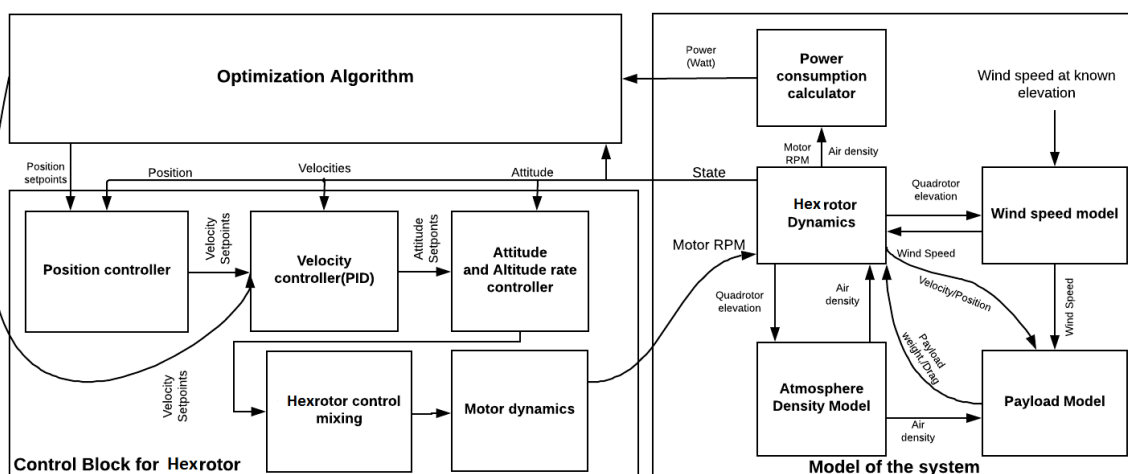 Optimization Algorithm
Power
(Watt)
Power
consumption
calculator
Wind speed at known
elevation
Position
setpoints
Position
Velocities
Attitude
State
Motor
RPM
Air density
Position controller
Velocity
Setpoints
Velocity
controller(PID)
Attitude
Setponts
Attitude
and Altitude rate
controller
Motor RPM
Hexrotor
Dynamics
Quadrotor
elevation
Wind speed model
Wind Speed
Velocity/Position
Wind Speed
Quadrotor
elevation
Air
density
Payload
weight,/Drag
Velocity
Setpoints
Hexrotor control
mixing
Motor dynamics
Atmosphere
Density Model
Air
density
Payload Model
Control Block for Hexrotor
Model of the system